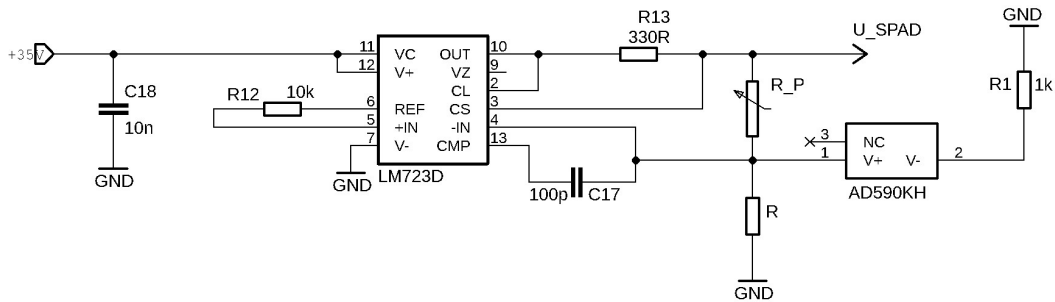 +35V
C18
10n
GND
R12
10k
11 VC OUT 10
12 V+ VZ 9
CL 2
6 REF CS 3
5 +IN -IN 4
7 V- CMP 13
GND
LM723D
100p
C17
R13
330R
U_SPAD
R_P
R
GND
3 NC
1 V+ V- 2
AD590KH
GND
R1
1k